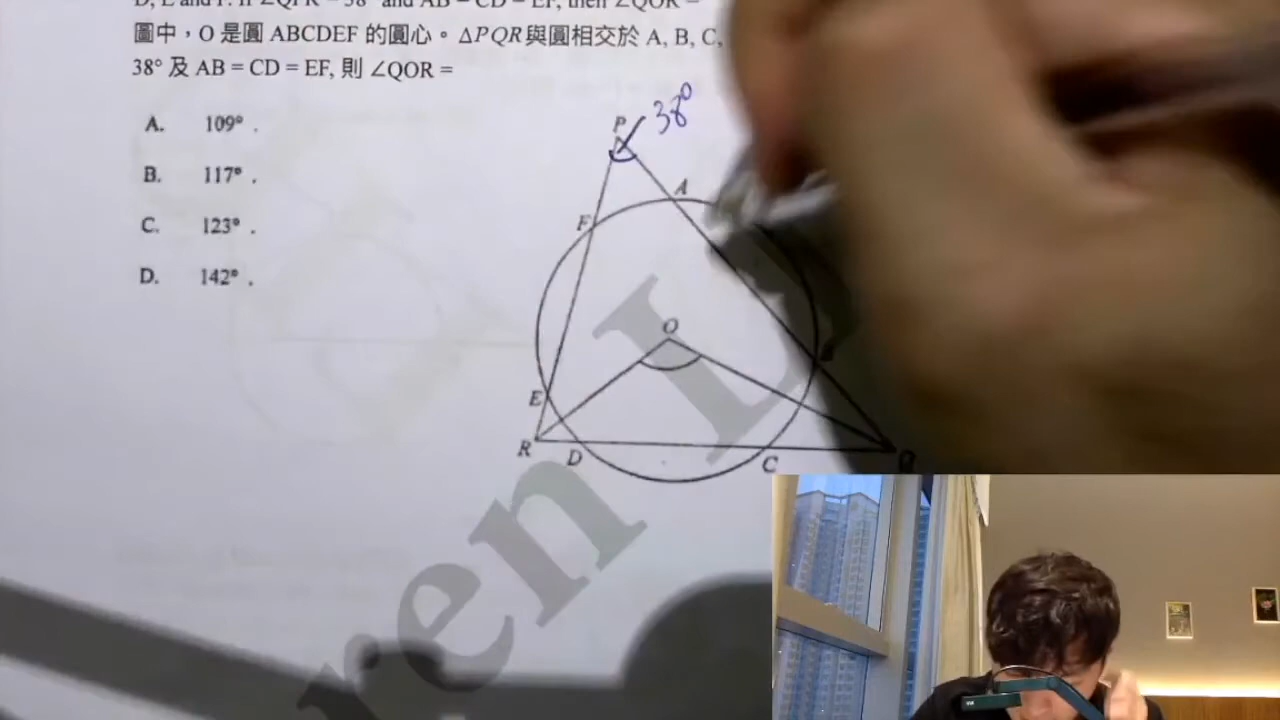 圖中，O 是圓 ABCDEF 的圓心。ΔPQR與圓相交於 A, B, C,
38° 及 AB = CD = EF, 則 ∠QOR =
A. 109° .
B. 117° .
C. 123° .
D. 142° .
38°
P
A
F
O
E
R
D
C